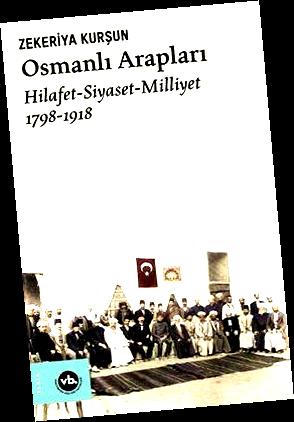 ZEKERİYA KURŞUN
Osmanlı Arapları
Hilafet-Siyaset-Milliyet
1798-1918
vb.